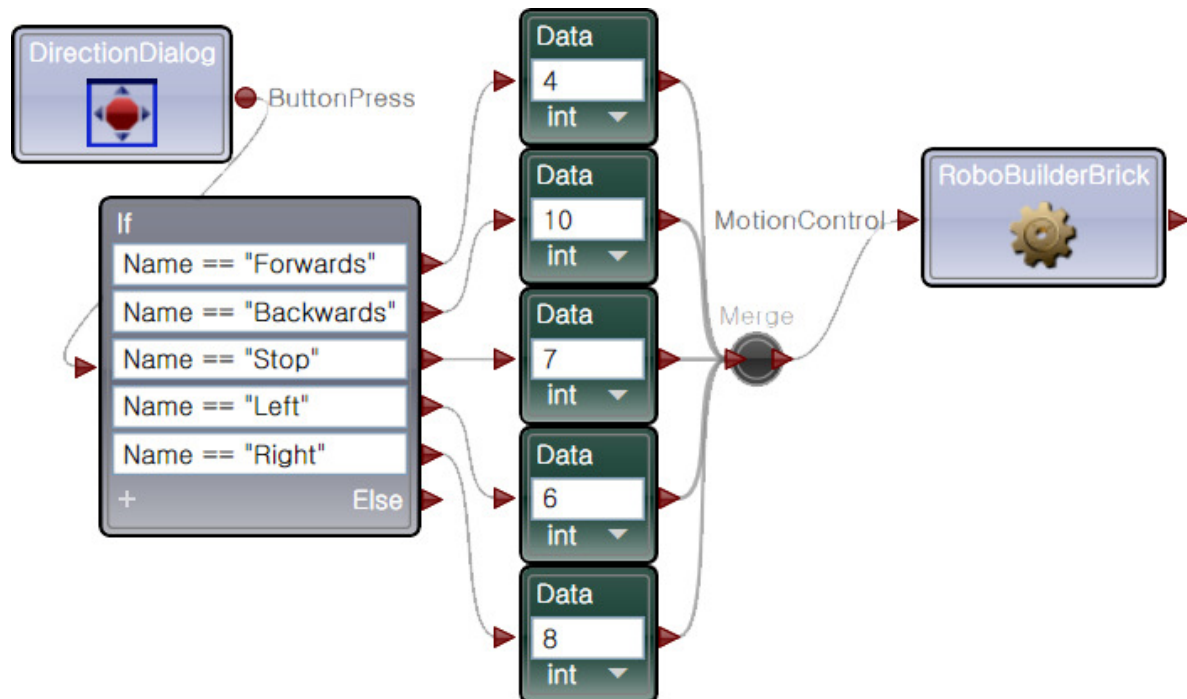 DirectionDialog
ButtonPress
If
Name == "Forwards"
Name == "Backwards"
Name == "Stop"
Name == "Left"
Name == "Right"
+
Else
Data
4
int
Data
10
int
Data
7
int
Data
6
int
Data
8
int
Merge
MotionControl
RoboBuilderBrick